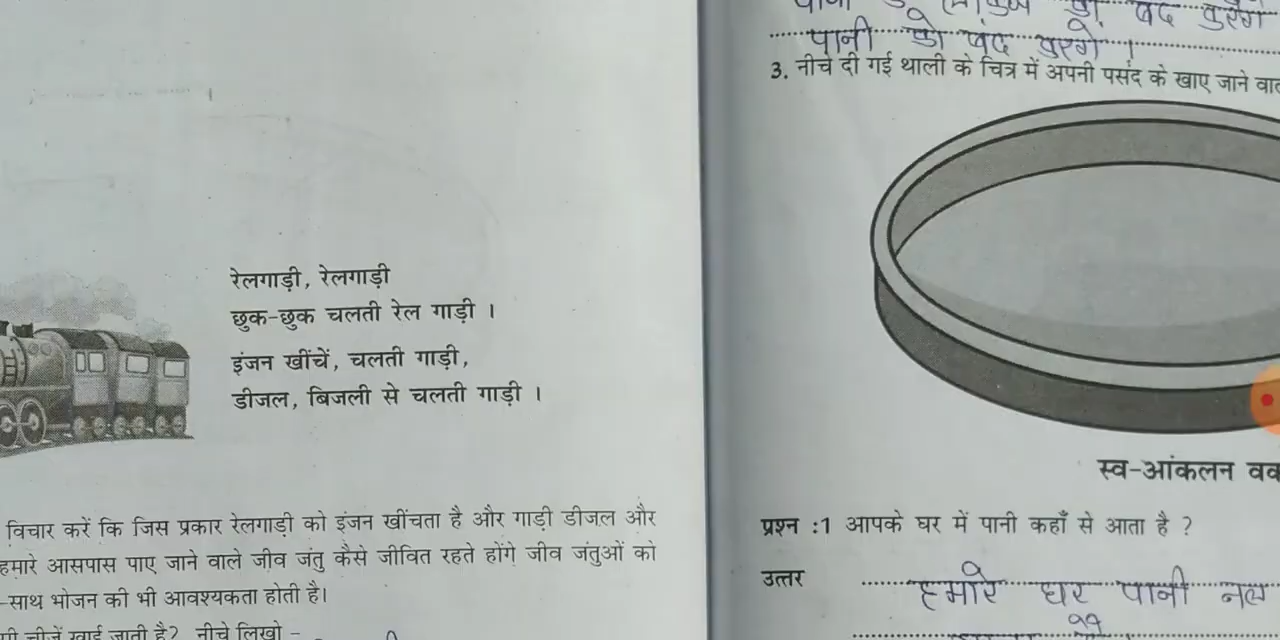 रेलगाड़ी, रेलगाड़ी
छुक-छुक चलती रेल गाड़ी ।
इंजन खींचें, चलती गाड़ी,
डीजल, बिजली से चलती गाड़ी ।
विचार करें कि जिस प्रकार रेलगाड़ी को इंजन खींचता है और गाड़ी डीजल और
हमारे आसपास पाए जाने वाले जीव जंतु कैसे जीवित रहते होंगे जीव जंतुओं को
-साथ भोजन की भी आवश्यकता होती है।
चीजें खाई जाती है? नीचे लिखो –
को बंद करेंगे
पानी को बंद करगे ।
3. नीचे दी गई थाली के चित्र में अपनी पसंद के खाए जाने
स्व-आंकलन
प्रश्न :1 आपके घर में पानी कहाँ से आता है ?
उत्तर हमारे घर पानी नल